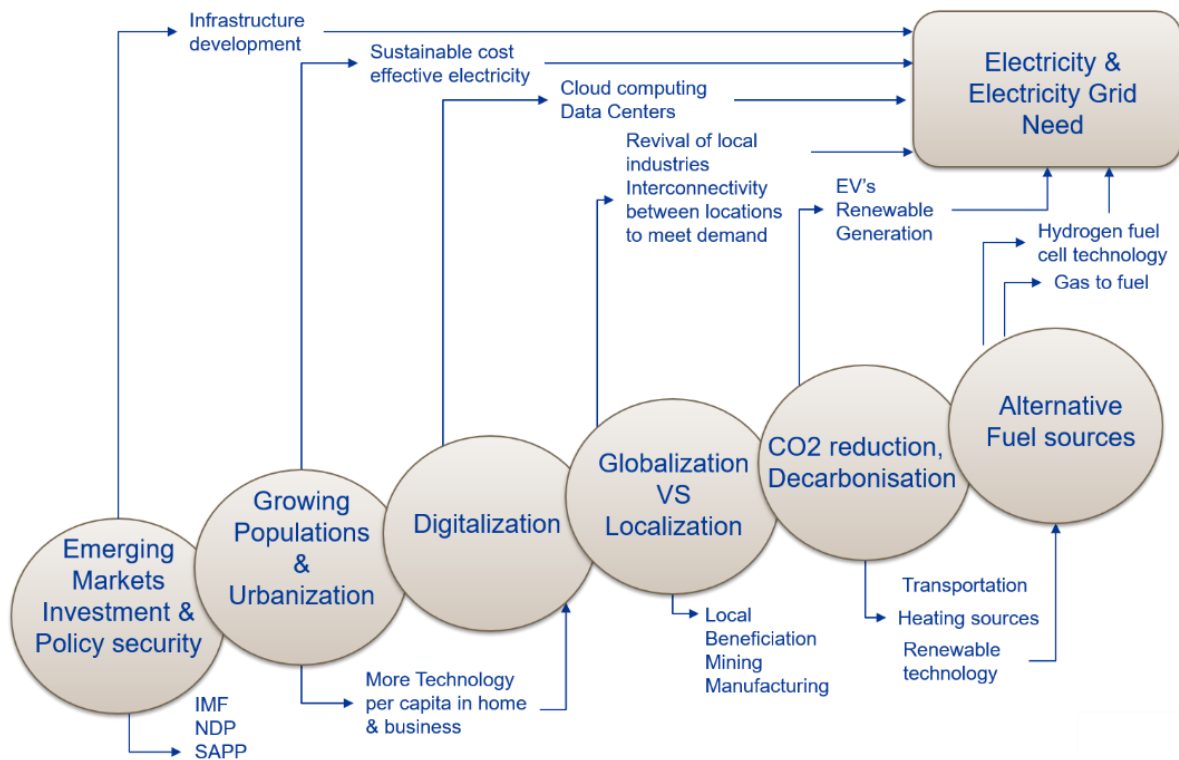 Infrastructure
development
Sustainable cost
effective electricity
Cloud computing
Data Centers
Revival of local
industries
Interconnectivity
between locations
to meet demand
EV's
Renewable
Generation
Electricity &
Electricity Grid
Need
Hydrogen fuel
cell technology
Gas to fuel
Emerging
Markets
Investment &
Policy security
Growing
Populations
&
Urbanization
Digitalization
Globalization
VS
Localization
CO2 reduction,
Decarbonisation
Alternative
Fuel sources
IMF
NDP
SAPP
More Technology
per capita in home
& business
Local
Beneficiation
Mining
Manufacturing
Transportation
Heating sources
Renewable
technology